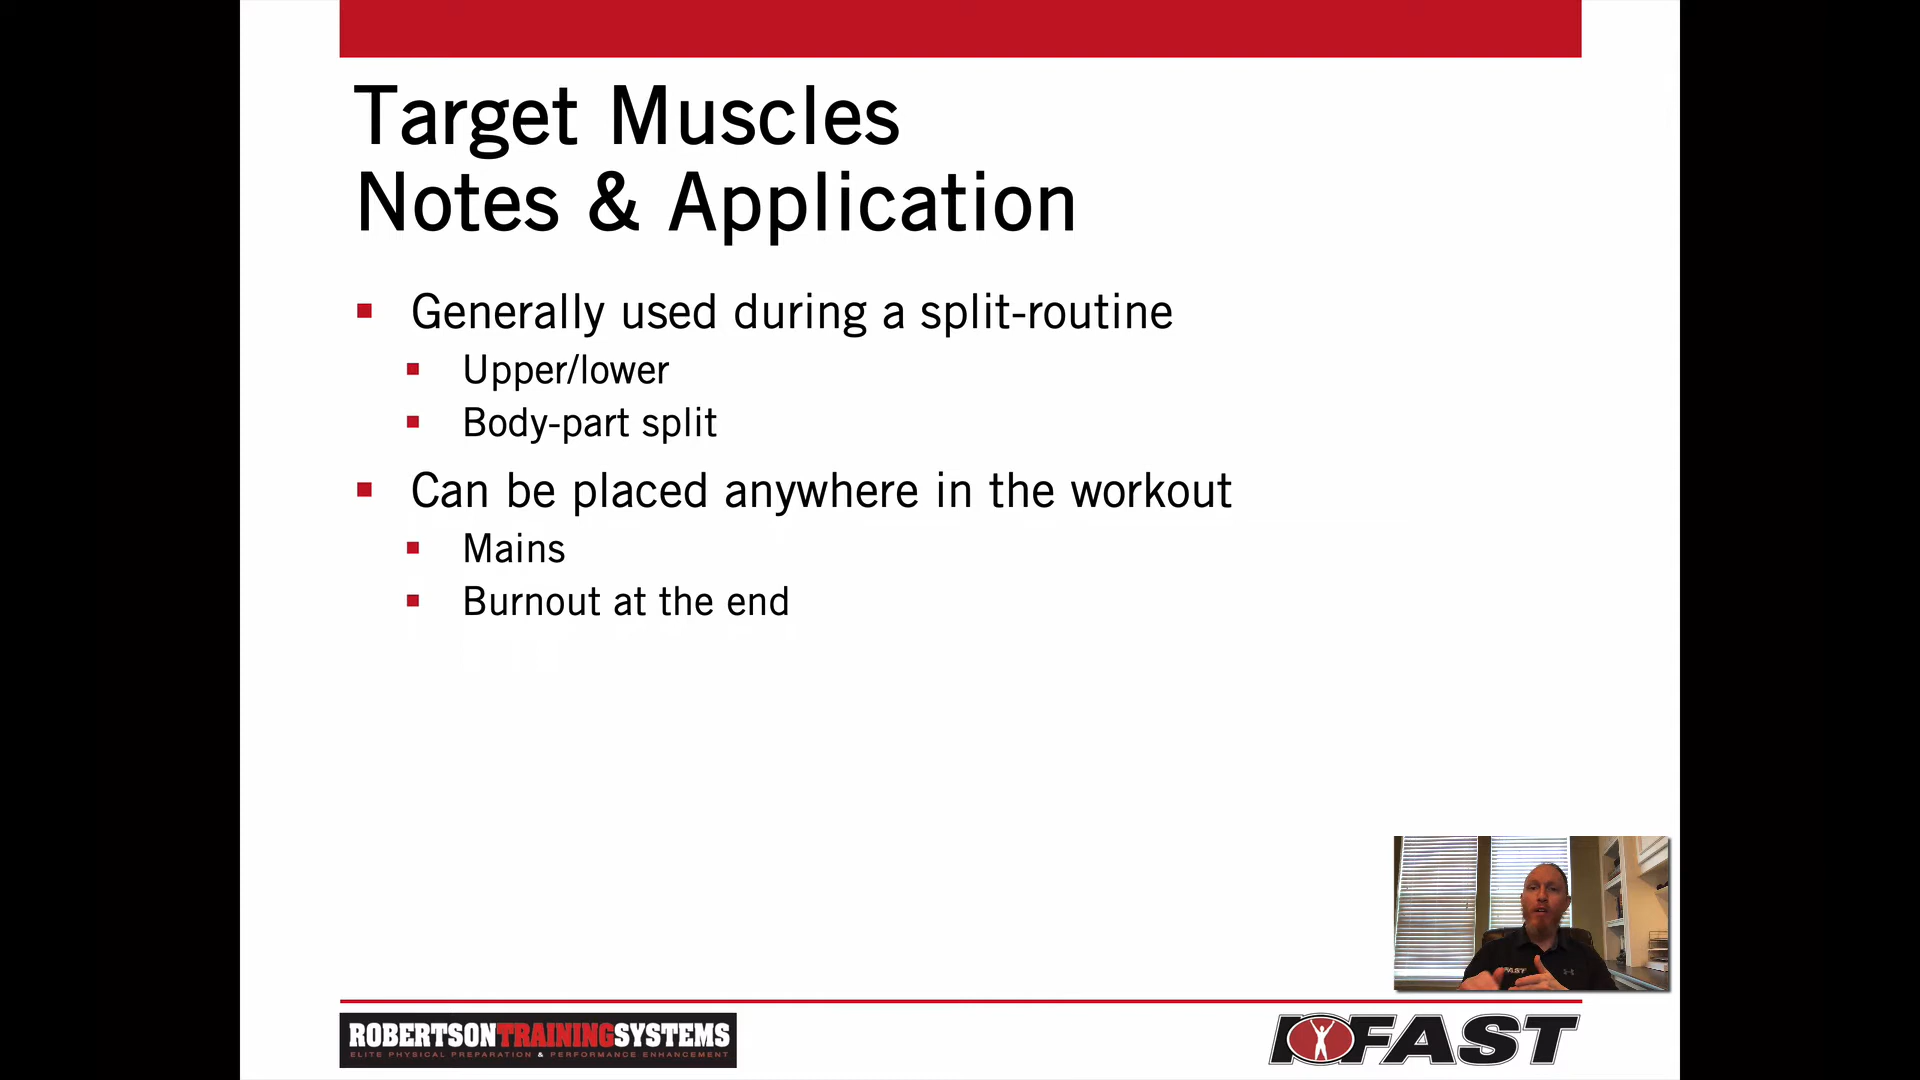 Target Muscles
Notes & Application
Generally used during a split-routine
Upper/lower
Body-part split
Can be placed anywhere in the workout
Mains
Burnout at the end
FAST
ROBERTSONTRAININGSYSTEMS
ELITE PHYSICAL PREPARATION & PERFORMANCE ENHANCEMENT
IFAST